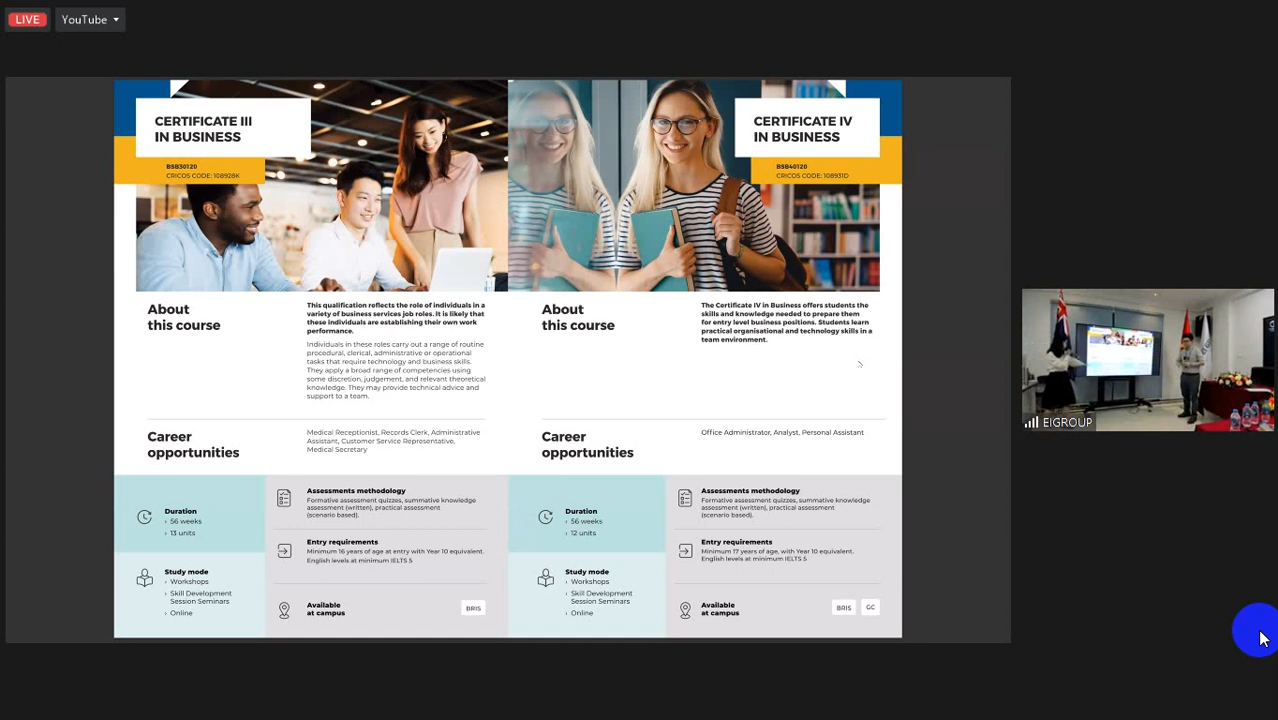 LIVE
YouTube
CERTIFICATE III
IN BUSINESS
BSB30120
CRICOS CODE: 108928K
About
this course
This qualification reflects the role of individuals in a
variety of business services job roles. It is likely that
these individuals are establishing their own work
performance.
Individuals in these roles carry out a range of routine
procedural, clerical, administrative or operational
tasks that require technology and business skills.
They apply a broad range of competencies using
some discretion, judgement, and relevant theoretical
knowledge. They may provide technical advice and
support to a team.
Career
opportunities
Medical Receptionist, Records Clerk, Administrative
Assistant, Customer Service Representative,
Medical Secretary
Duration
› 56 weeks
› 13 units
Study mode
› Workshops
› Skill Development
Session Seminars
› Online
Assessments methodology
Formative assessment quizzes, summative knowledge
assessment (written), practical assessment
(scenario based).
Entry requirements
Minimum 16 years of age at entry with Year 10 equivalent.
English levels at minimum IELTS 5
Available
at campus
BRIS
CERTIFICATE IV
IN BUSINESS
BSB40120
CRICOS CODE: 108931D
About
this course
The Certificate IV in Business offers students the
skills and knowledge needed to prepare them
for entry level business positions. Students learn
practical organisational and technology skills in a
team environment.
Career
opportunities
Office Administrator, Analyst, Personal Assistant
Duration
› 56 weeks
› 12 units
Study mode
› Workshops
› Skill Development
Session Seminars
› Online
Assessments methodology
Formative assessment quizzes, summative knowledge
assessment (written), practical assessment
(scenario based).
Entry requirements
Minimum 17 years of age, with Year 10 equivalent.
English levels at minimum IELTS 5
Available
at campus
BRIS GC
EIGROUP